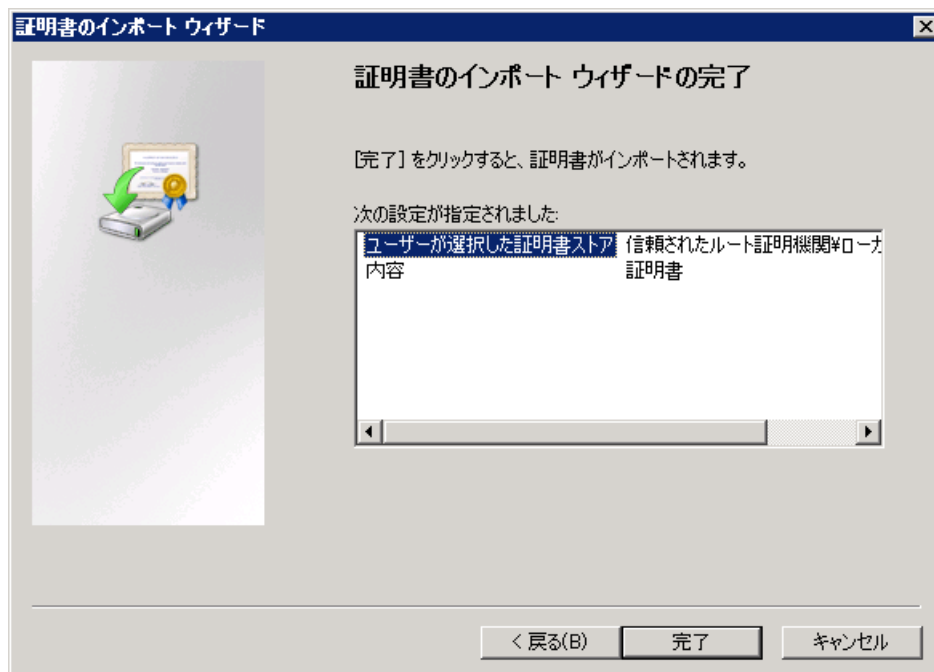 証明書のインポート ウィザード
証明書のインポート ウィザードの完了
[完了] をクリックすると、証明書がインポートされます。
次の設定が指定されました:
ユーザーが選択した証明書ストア 信頼されたルート証明機関¥ローカ
内容 証明書
< 戻る(B) 完了 キャンセル